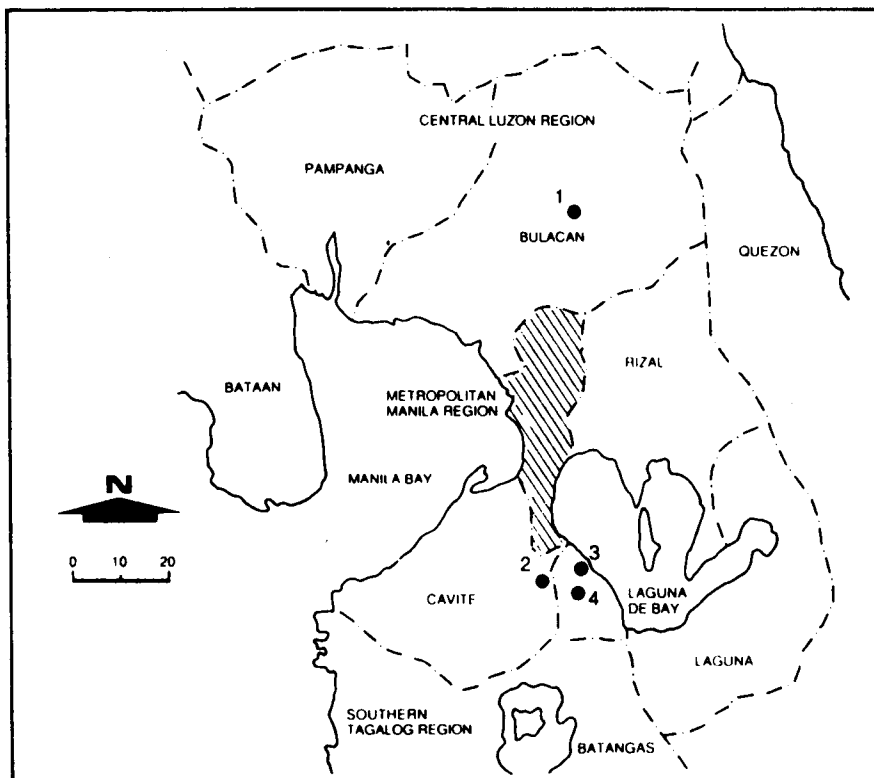 CENTRAL LUZON REGION
PAMPANGA
1
BULACAN
QUEZON
RIZAL
BATAAN
METROPOLITAN
MANILA REGION
MANILA BAY
N
0 10 20
2
3
4
CAVITE
LAGUNA
DE BAY
LAGUNA
SOUTHERN
TAGALOG REGION
BATANGAS